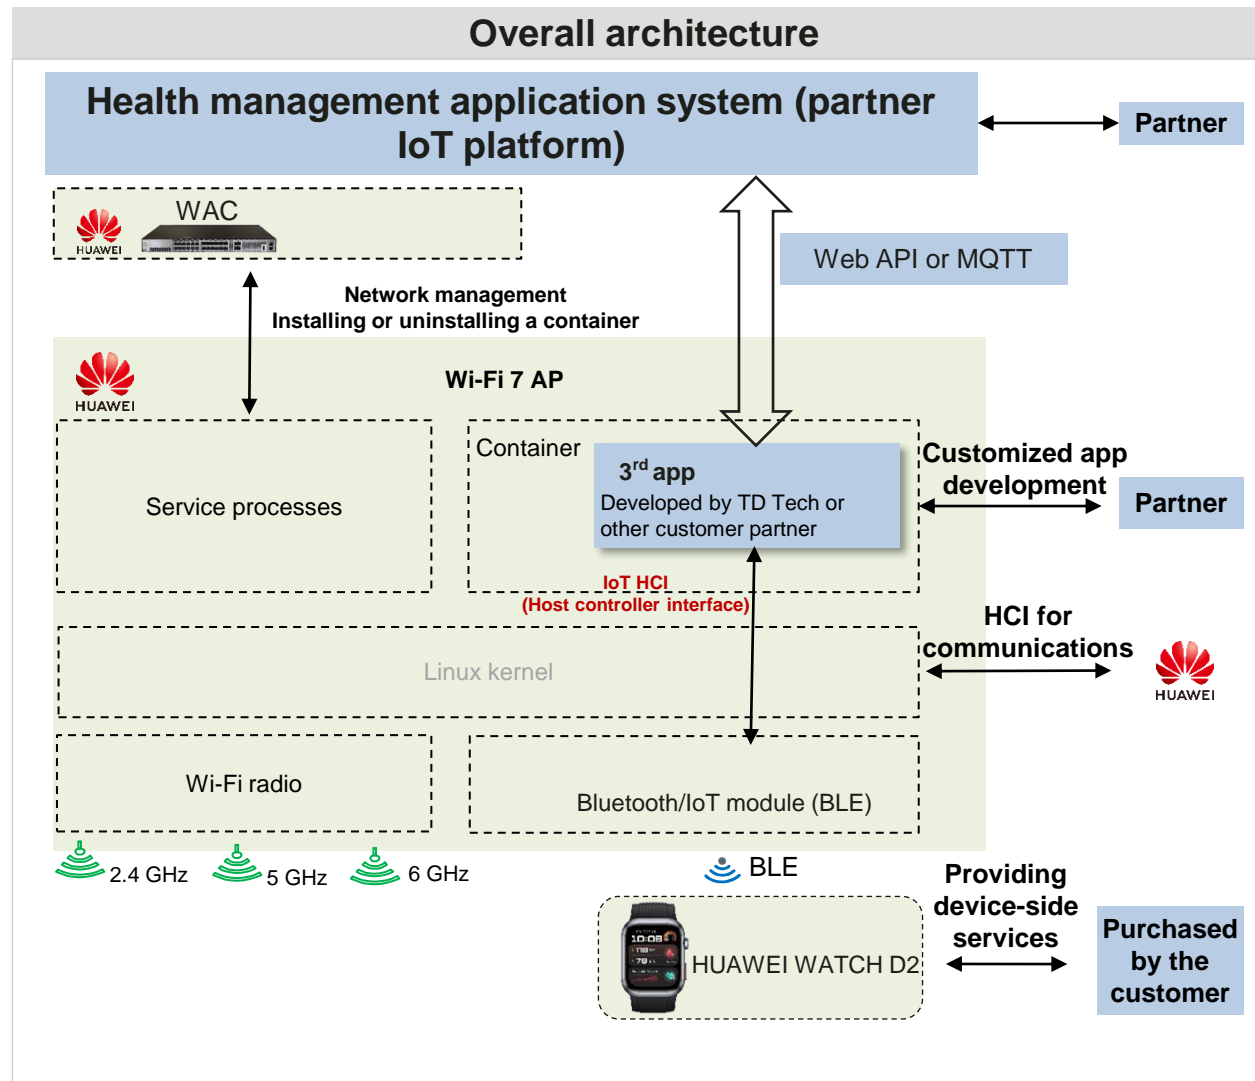 Overall architecture
Health management application system (partner
IoT platform)
Partner
WAC
HUAWEI
Web API or MQTT
Network management
Installing or uninstalling a container
HUAWEI
Wi-Fi 7 AP
Service processes
Container
3rd app
Developed by TD Tech or
other customer partner
Customized app
development
Partner
IoT HCI
(Host controller interface)
Linux kernel
HCI for
communications
HUAWEI
Wi-Fi radio
Bluetooth/IoT module (BLE)
2.4 GHz
5 GHz
6 GHz
BLE
10:08
HUAWEI WATCH D2
Providing
device-side
services
Purchased
by the
customer